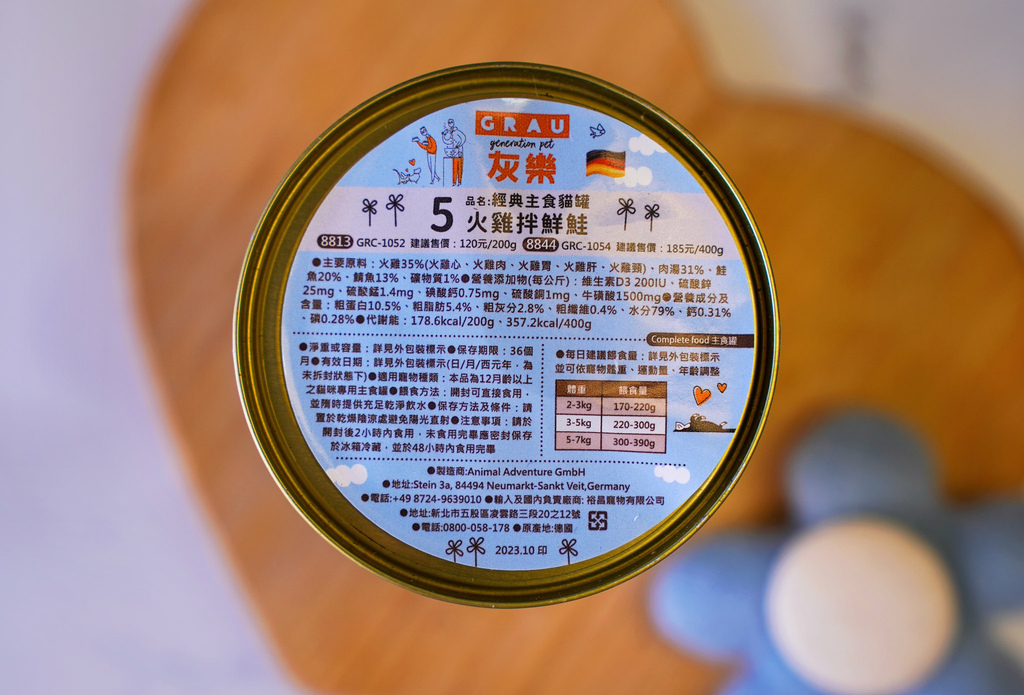 GRAU
generation pet
灰樂
5 品名:經典主食貓罐
火雞拌鮮鮭
8813 GRC-1052 建議售價：120元/200g 8844 GRC-1054 建議售價：185元/400g
●主要原料：火雞35%(火雞心、火雞肉、火雞胃、火雞肝、火雞頸)、肉湯31%、鮭
魚20%、鯖魚13%、礦物質1%●營養添加物(每公斤)：維生素D3 200IU、硫酸鋅
25mg、硫酸錳1.4mg、碘酸鈣0.75mg、硫酸銅1mg、牛磺酸1500mg●營養成分及
含量：粗蛋白10.5%、粗脂肪5.4%、粗灰分2.8%、粗纖維0.4%、水分79%、鈣0.31%
、磷0.28%●代謝能：178.6kcal/200g、357.2kcal/400g
Complete food 主食罐
●淨重或容量：詳見外包裝標示●保存期限：36個
月●有效日期：詳見外包裝標示(日/月/西元年，為
未拆封狀態下)●適用寵物種類：本品為12月齡以上
之貓咪專用主食罐●餵食方法：開封可直接食用，
並隨時提供充足乾淨飲水●保存方法及條件：請
置於乾燥陰涼處避免陽光直射●注意事項：請於
開封後2小時內食用，未食用完畢應密封保存
於冰箱冷藏，並於48小時內食用完畢
●每日建議餵食量：詳見外包裝標示
並可依寵物體重、運動量、年齡調整
體重 餵食量
2-3kg 170-220g
3-5kg 220-300g
5-7kg 300-390g
●製造商:Animal Adventure GmbH
●地址:Stein 3a, 84494 Neumarkt-Sankt Veit,Germany
●電話:+49 8724-9639010 ●輸入及國內負責廠商: 裕昌寵物有限公司
●地址:新北市五股區凌雲路三段20之12號
●電話:0800-058-178 ●原產地:德國
2023.10 印